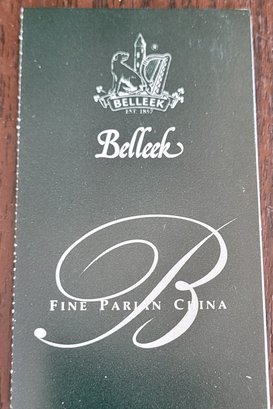 BELLEEK
EST. 1857
Belleek
B
FINE PARIAN CHINA